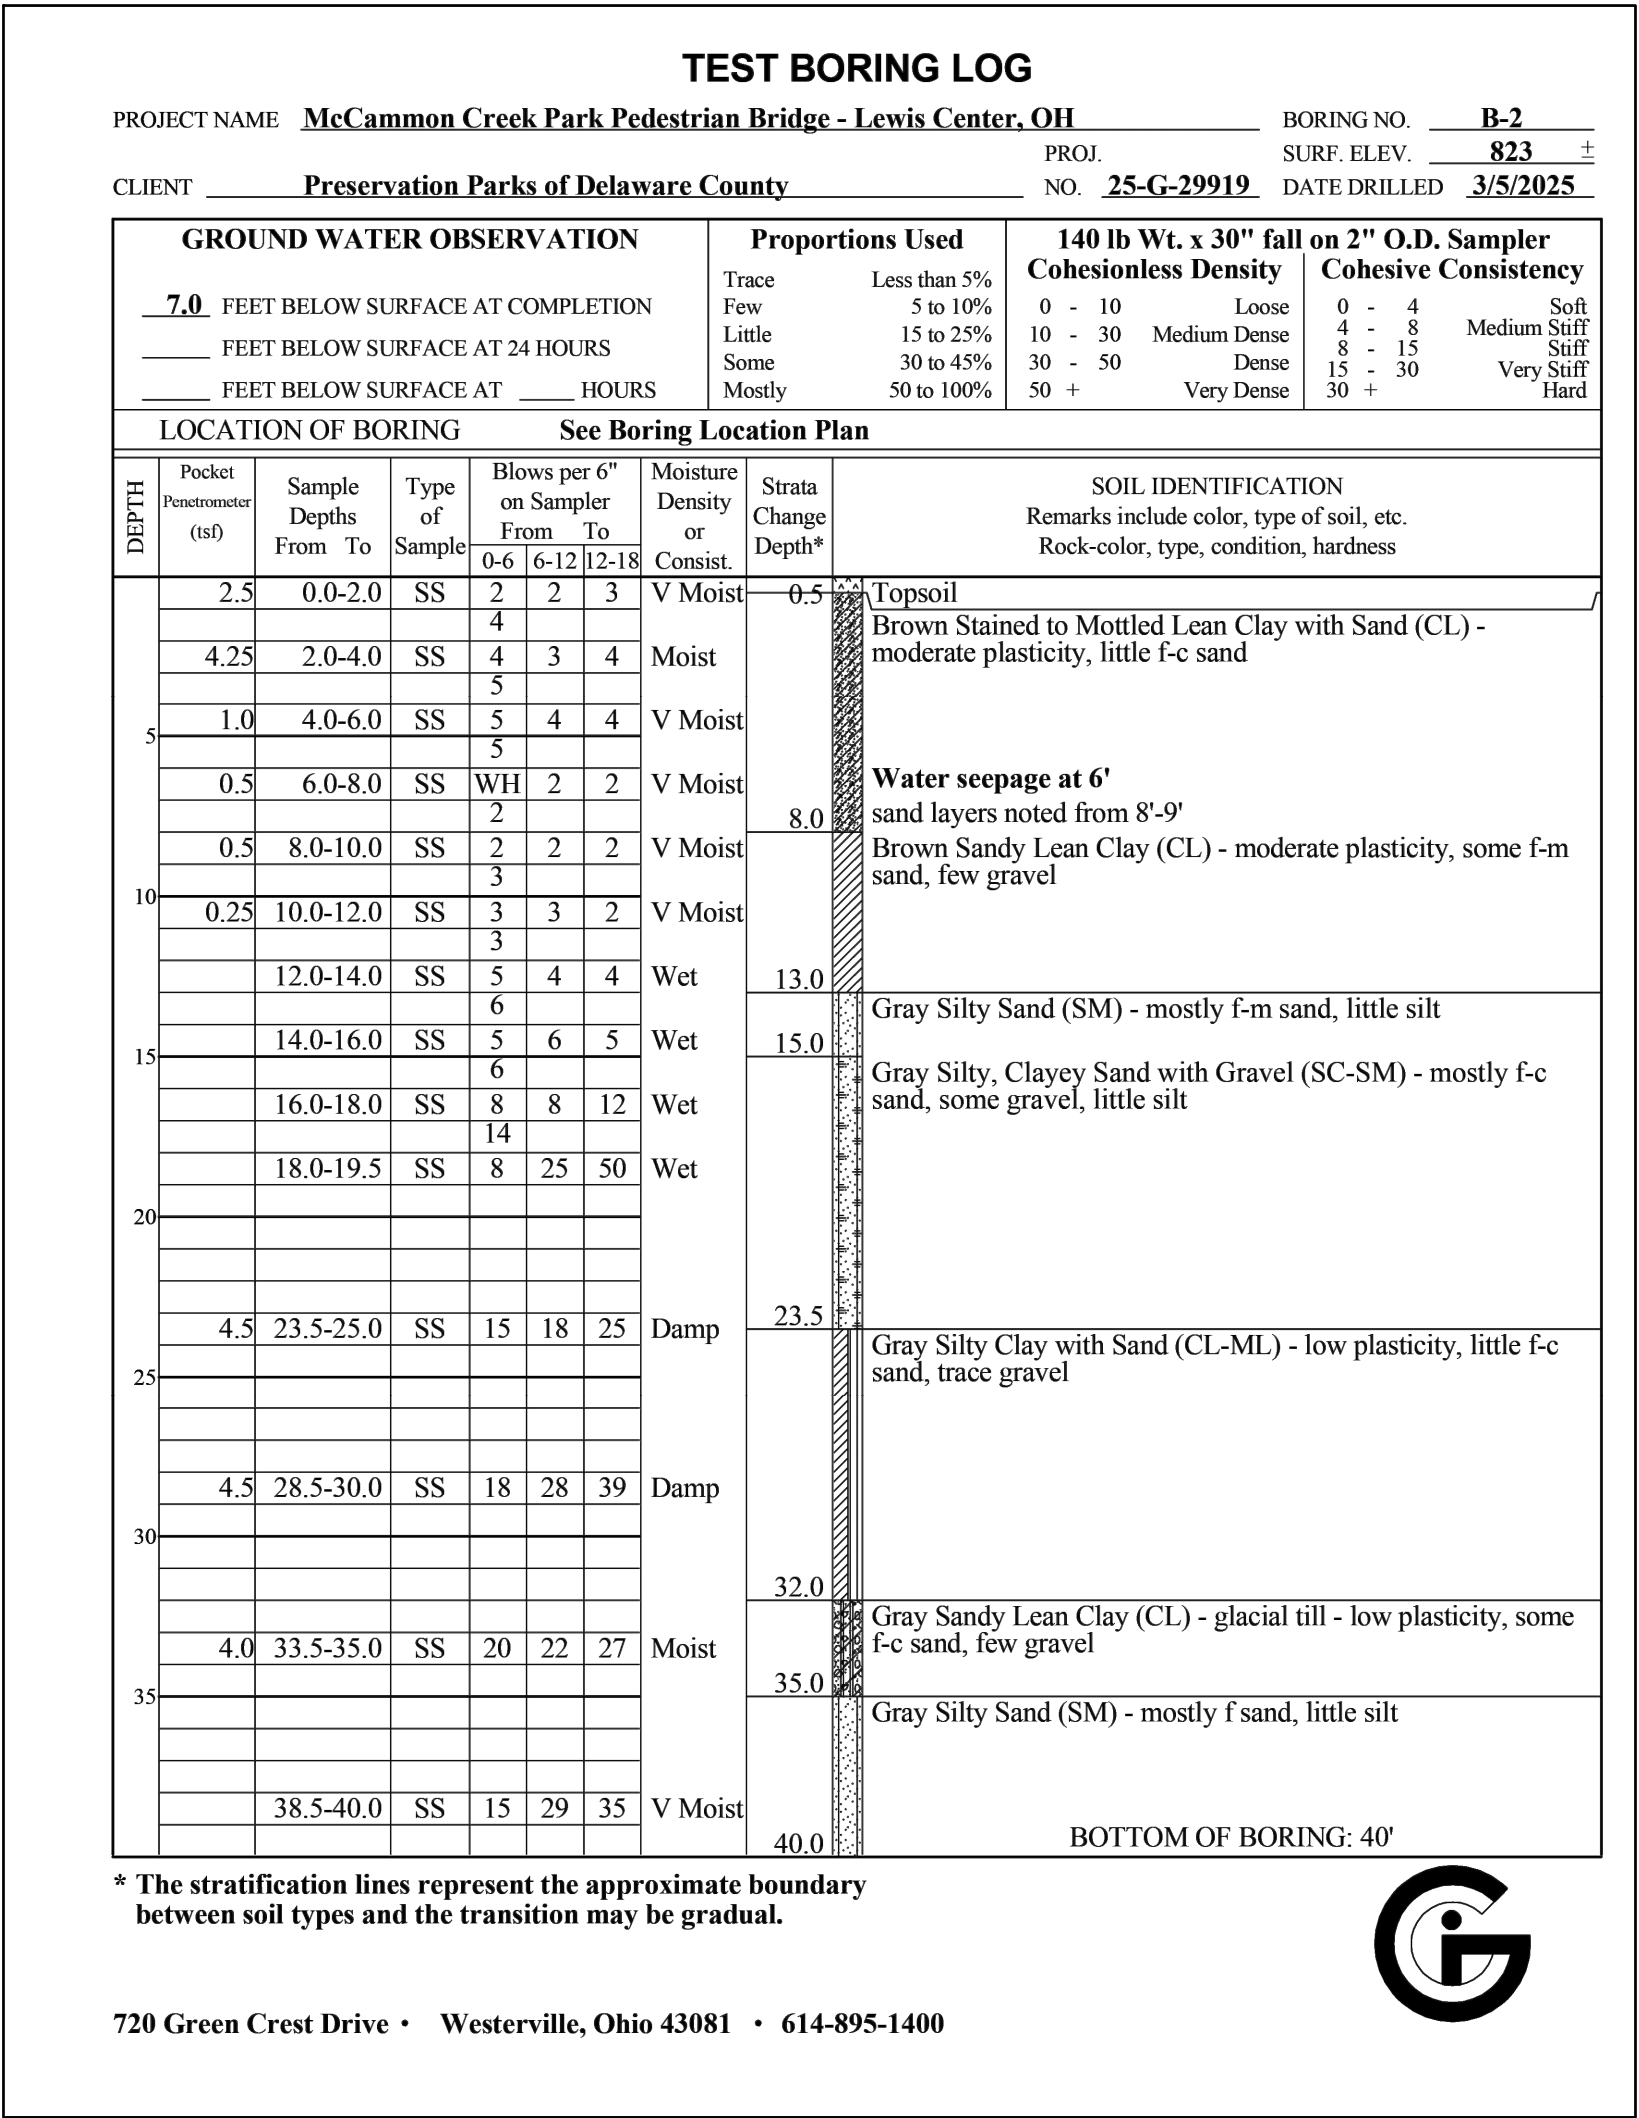 TEST BORING LOG
PROJECT NAME McCammon Creek Park Pedestrian Bridge - Lewis Center, OH BORING NO. B-2
PROJ. SURF. ELEV. 823 ±
CLIENT Preservation Parks of Delaware County NO. 25-G-29919 DATE DRILLED 3/5/2025
GROUND WATER OBSERVATION
7.0 FEET BELOW SURFACE AT COMPLETION
FEET BELOW SURFACE AT 24 HOURS
FEET BELOW SURFACE AT HOURS
Proportions Used
Trace Less than 5%
Few 5 to 10%
Little 15 to 25%
Some 30 to 45%
Mostly 50 to 100%
140 lb Wt. x 30" fall on 2" O.D. Sampler
Cohesionless Density
0 - 10 Loose
10 - 30 Medium Dense
30 - 50 Dense
50 + Very Dense
Cohesive Consistency
0 - 4 Soft
4 - 8 Medium Stiff
8 - 15 Stiff
15 - 30 Very Stiff
30 + Hard
LOCATION OF BORING See Boring Location Plan
DEPTH
Pocket
Penetrometer
(tsf)
Sample
Depths
From To
Type
of
Sample
Blows per 6"
on Sampler
From To
0-6 6-12 12-18
Moisture
Density
or
Consist.
Strata
Change
Depth*
SOIL IDENTIFICATION
Remarks include color, type of soil, etc.
Rock-color, type, condition, hardness
2.5 0.0-2.0 SS 2 2 3 V Moist 0.5 Topsoil
4 Brown Stained to Mottled Lean Clay with Sand (CL) -
4.25 2.0-4.0 SS 4 3 4 Moist moderate plasticity, little f-c sand
5
1.0 4.0-6.0 SS 5 4 4 V Moist
5
5
0.5 6.0-8.0 SS WH 2 2 V Moist Water seepage at 6'
2 8.0 sand layers noted from 8'-9'
0.5 8.0-10.0 SS 2 2 2 V Moist Brown Sandy Lean Clay (CL) - moderate plasticity, some f-m
3 sand, few gravel
10
0.25 10.0-12.0 SS 3 3 2 V Moist
3
12.0-14.0 SS 5 4 4 Wet 13.0
6 Gray Silty Sand (SM) - mostly f-m sand, little silt
14.0-16.0 SS 5 6 5 Wet 15.0
15
6 Gray Silty, Clayey Sand with Gravel (SC-SM) - mostly f-c
16.0-18.0 SS 8 8 12 Wet sand, some gravel, little silt
14
18.0-19.5 SS 8 25 50 Wet
20
23.5
4.5 23.5-25.0 SS 15 18 25 Damp
Gray Silty Clay with Sand (CL-ML) - low plasticity, little f-c
25 sand, trace gravel
4.5 28.5-30.0 SS 18 28 39 Damp
30
32.0
Gray Sandy Lean Clay (CL) - glacial till - low plasticity, some
4.0 33.5-35.0 SS 20 22 27 Moist f-c sand, few gravel
35.0
35
Gray Silty Sand (SM) - mostly f sand, little silt
38.5-40.0 SS 15 29 35 V Moist
40.0 BOTTOM OF BORING: 40'
* The stratification lines represent the approximate boundary
between soil types and the transition may be gradual.
720 Green Crest Drive • Westerville, Ohio 43081 • 614-895-1400